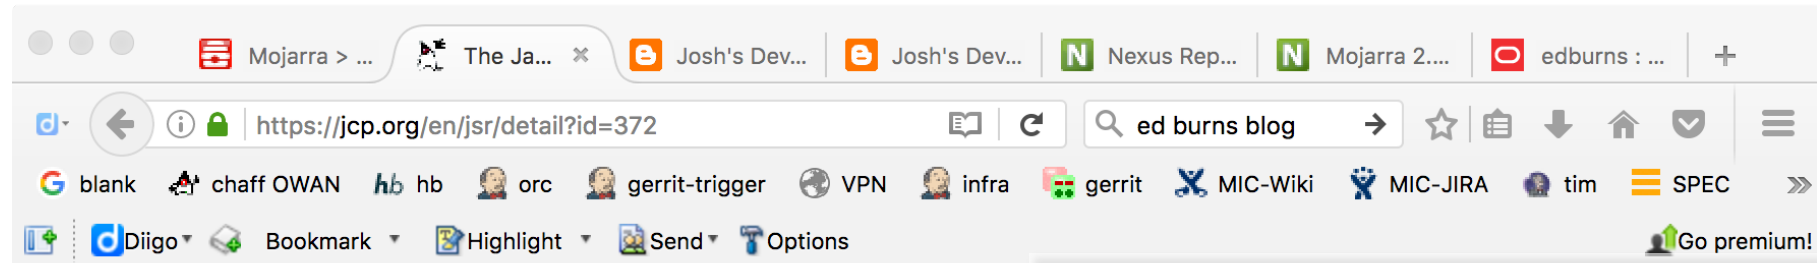 Mojarra > ... The Ja... Josh's Dev... Josh's Dev... Nexus Rep... Mojarra 2.... edburns : ...
https://jcp.org/en/jsr/detail?id=372 ed burns blog
blank chaff OWAN hb hb orc gerrit-trigger VPN infra gerrit MIC-Wiki MIC-JIRA tim SPEC
Diigo Bookmark Highlight Send Options Go premium!